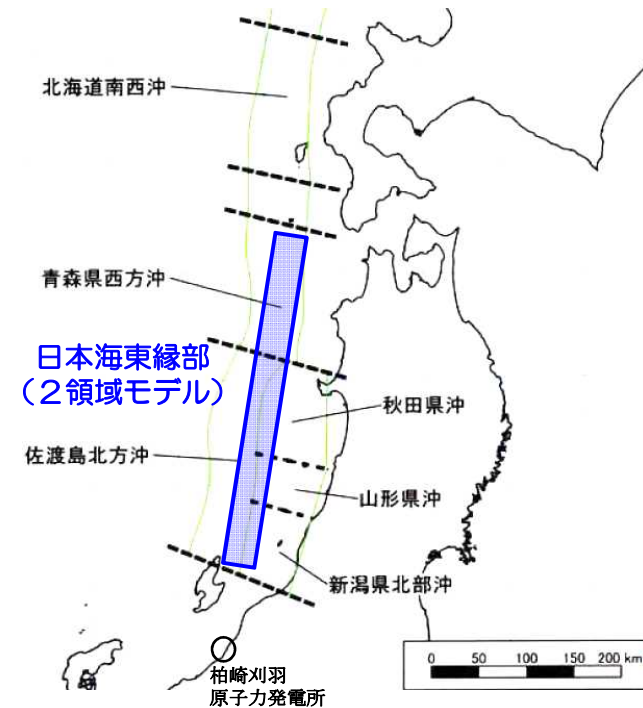 北海道南西沖
青森県西方沖
日本海東縁部
（２領域モデル）
秋田県沖
佐渡島北方沖
山形県沖
新潟県北部沖
柏崎刈羽
原子力発電所
0 50 100 150 200 km